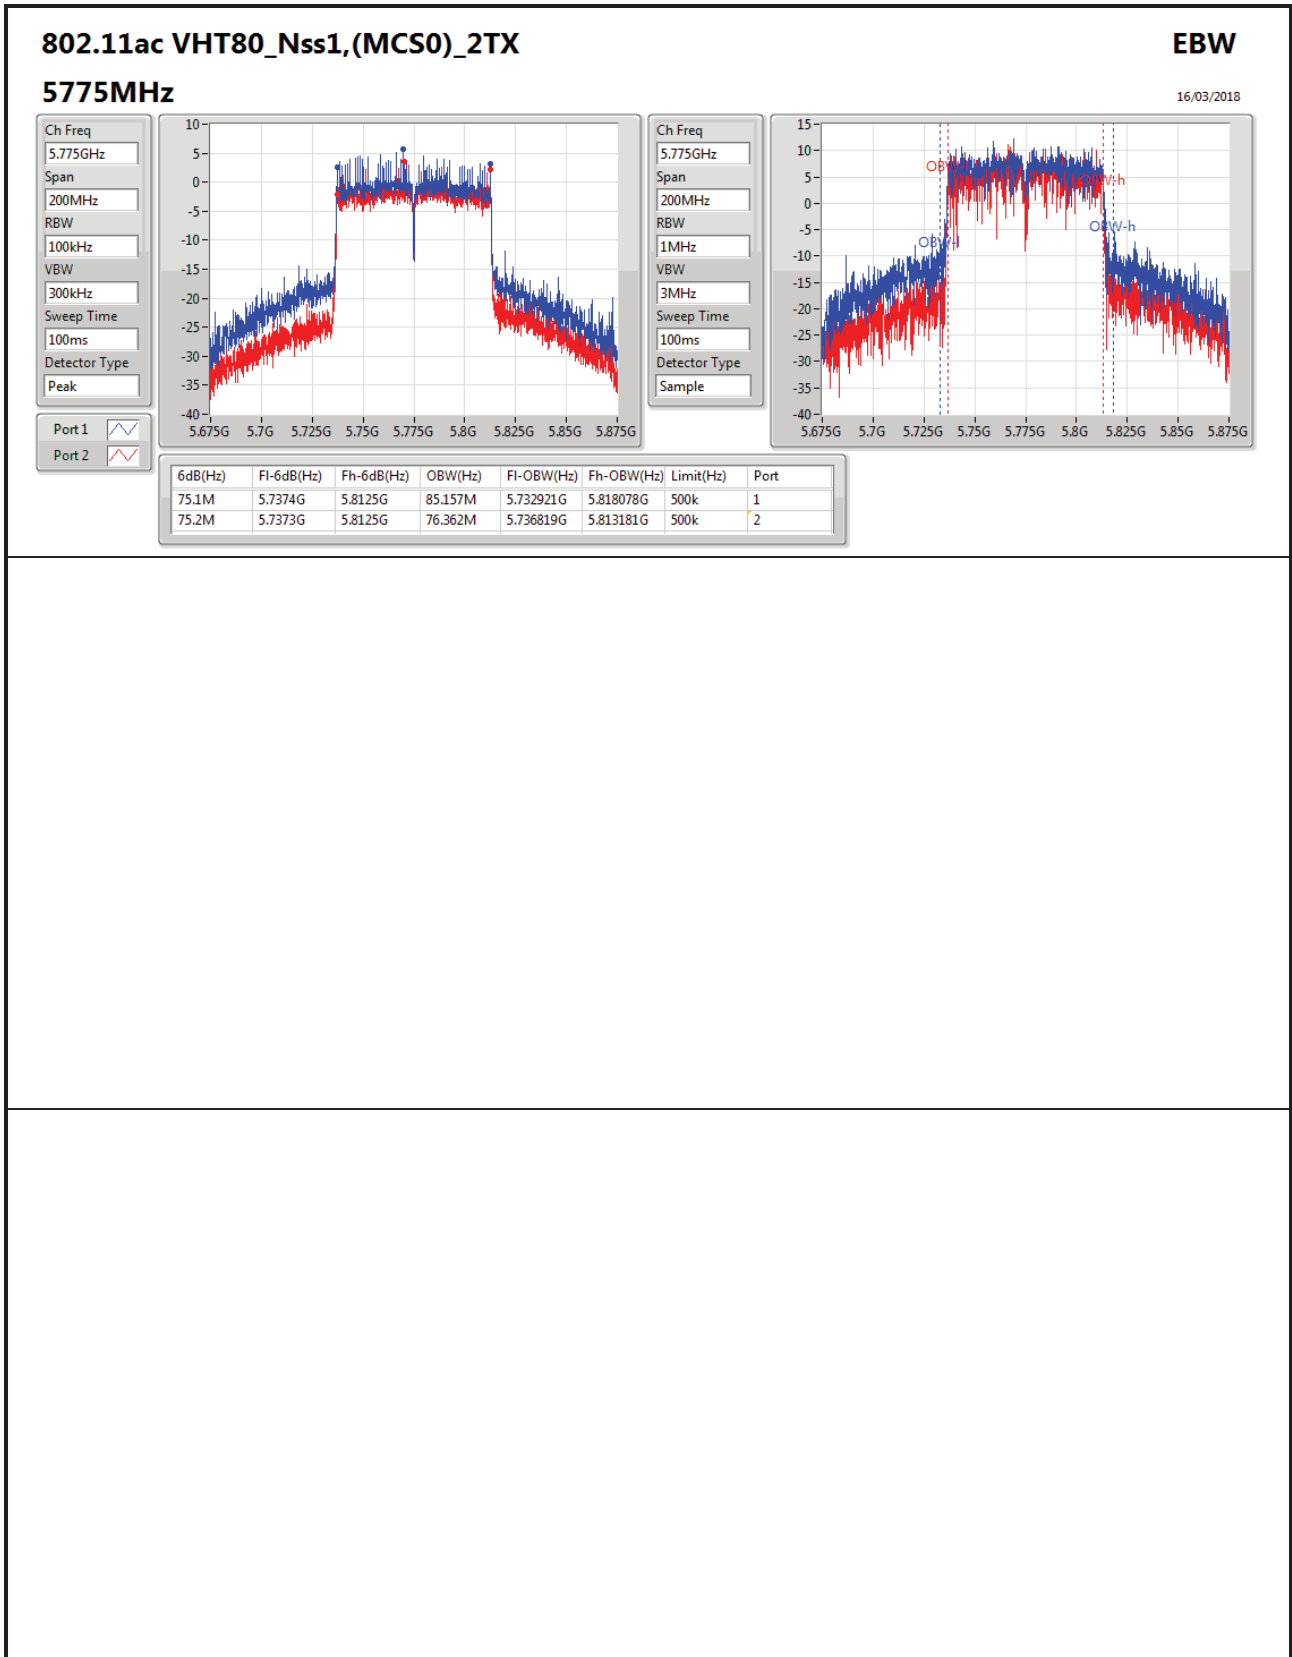 802.11ac VHT80_Nss1,(MCS0)_2TX
EBW
5775MHz
16/03/2018
Ch Freq
5.775GHz
Span
200MHz
RBW
100kHz
VBW
300kHz
Sweep Time
100ms
Detector Type
Peak
Port 1
Port 2
10
5
0
-5
-10
-15
-20
-25
-30
-35
-40
5.675G 5.7G 5.725G 5.75G 5.775G 5.8G 5.825G 5.85G 5.875G
Ch Freq
5.775GHz
Span
200MHz
RBW
1MHz
VBW
3MHz
Sweep Time
100ms
Detector Type
Sample
15
10
5
0
-5
-10
-15
-20
-25
-30
-35
-40
OBW-h
5.675G 5.7G 5.725G 5.75G 5.775G 5.8G 5.825G 5.85G 5.875G
6dB(Hz) Fl-6dB(Hz) Fh-6dB(Hz) OBW(Hz) Fl-OBW(Hz) Fh-OBW(Hz) Limit(Hz) Port
75.1M 5.7374G 5.8125G 85.157M 5.732921G 5.818078G 500k 1
75.2M 5.7373G 5.8125G 76.362M 5.736819G 5.813181G 500k 2